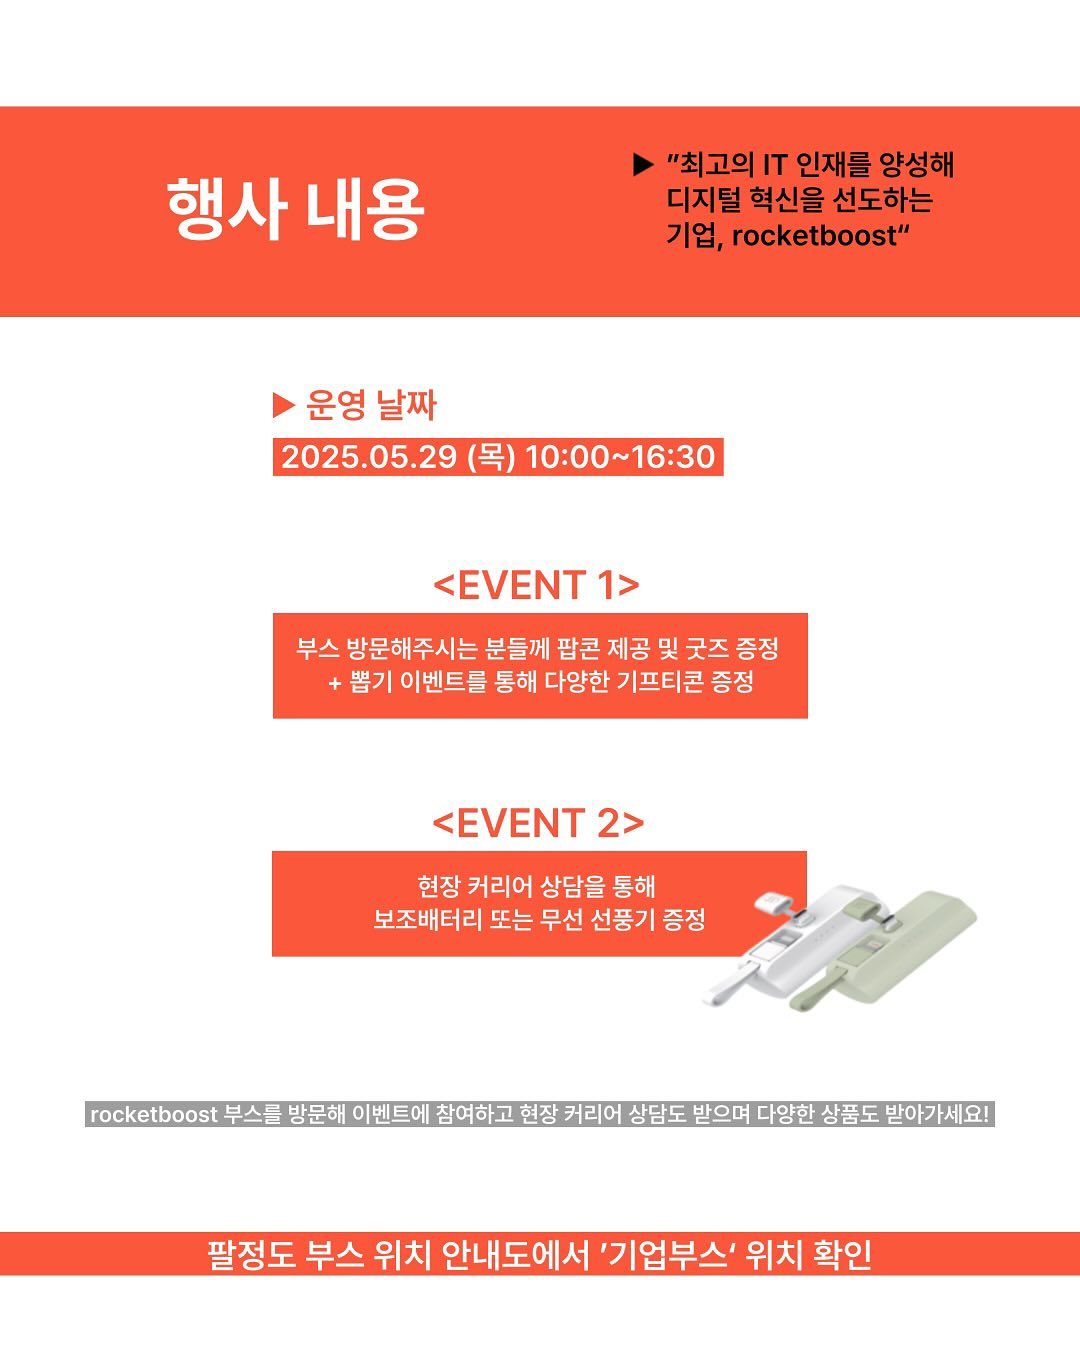 행사 내용
▶ ”최고의 IT 인재를 양성해
디지털 혁신을 선도하는
기업, rocketboost“
▶ 운영 날짜
2025.05.29 (목) 10:00~16:30
<EVENT 1>
부스 방문해주시는 분들께 팝콘 제공 및 굿즈 증정
+ 뽑기 이벤트를 통해 다양한 기프티콘 증정
<EVENT 2>
현장 커리어 상담을 통해
보조배터리 또는 무선 선풍기 증정
rocketboost 부스를 방문해 이벤트에 참여하고 현장 커리어 상담도 받으며 다양한 상품도 받아가세요!
팔정도 부스 위치 안내도에서 ’기업부스‘ 위치 확인